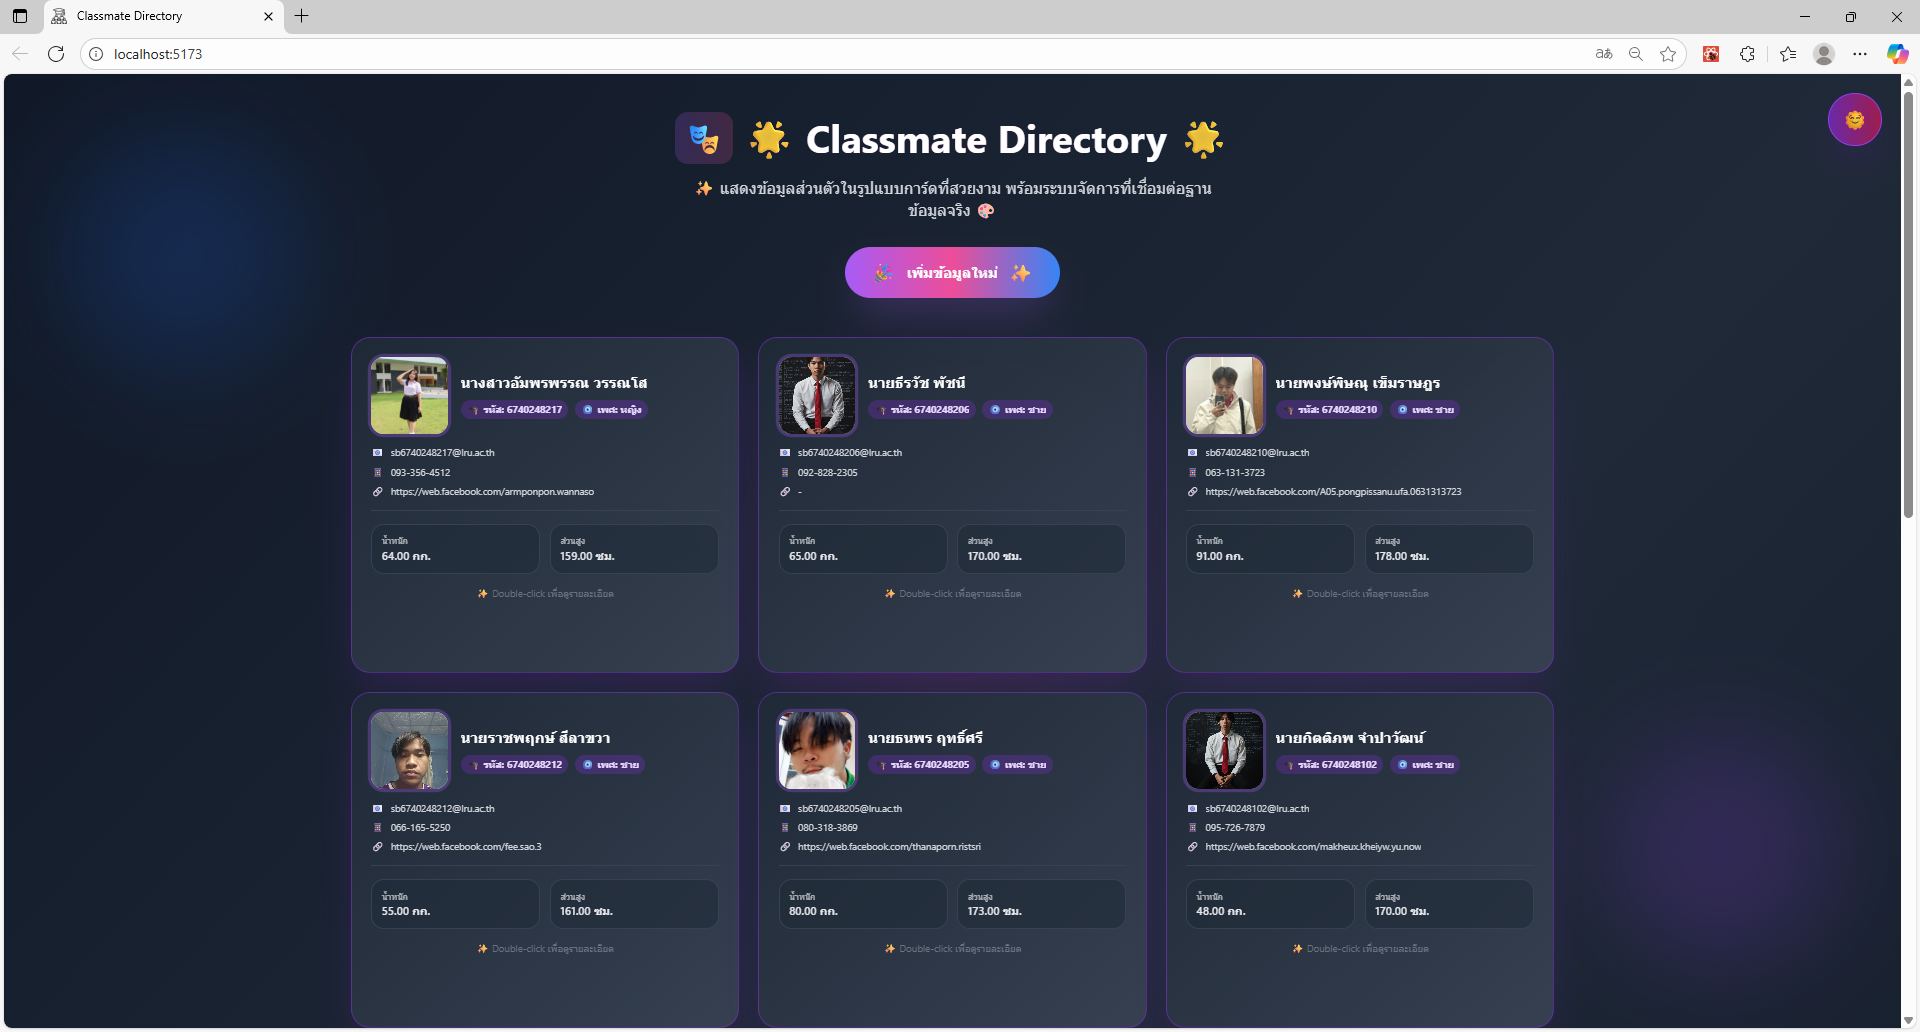 Classmate Directory
localhost:5173
Classmate Directory
แสดงข้อมูลส่วนตัวในรูปแบบการ์ดที่สวยงาม พร้อมระบบจัดการที่เชื่อมต่อฐาน
ข้อมูลจริง
เพิ่มข้อมูลใหม่
นางสาวอัมพรพรรณ วรรณโส
รหัส: 6740248217 เพศ: หญิง
sb6740248217@lru.ac.th
093-356-4512
https://web.facebook.com/armponpon.wannaso
น้ำหนัก ส่วนสูง
64.00 กก. 159.00 ซม.
Double-click เพื่อดูรายละเอียด
นายธีรวัช พัชนี
รหัส: 6740248206 เพศ: ชาย
sb6740248206@lru.ac.th
092-828-2305
-
น้ำหนัก ส่วนสูง
65.00 กก. 170.00 ซม.
Double-click เพื่อดูรายละเอียด
นายพงษ์พิษณุ เข็มราษฎร
รหัส: 6740248210 เพศ: ชาย
sb6740248210@lru.ac.th
063-131-3723
https://web.facebook.com/A05.pongpissanu.ufa.0631313723
น้ำหนัก ส่วนสูง
91.00 กก. 178.00 ซม.
Double-click เพื่อดูรายละเอียด
นายราชพฤกษ์ สีลาขวา
รหัส: 6740248212 เพศ: ชาย
sb6740248212@lru.ac.th
066-165-5250
https://web.facebook.com/fee.sao.3
น้ำหนัก ส่วนสูง
55.00 กก. 161.00 ซม.
Double-click เพื่อดูรายละเอียด
นายธนพร ฤทธิ์ศรี
รหัส: 6740248205 เพศ: ชาย
sb6740248205@lru.ac.th
080-318-3869
https://web.facebook.com/thanaporn.ristsri
น้ำหนัก ส่วนสูง
80.00 กก. 173.00 ซม.
Double-click เพื่อดูรายละเอียด
นายกิตติภพ จำปาวัฒน์
รหัส: 6740248102 เพศ: ชาย
sb6740248102@lru.ac.th
095-726-7879
https://web.facebook.com/makheux.kheiyw.yu.now
น้ำหนัก ส่วนสูง
48.00 กก. 170.00 ซม.
Double-click เพื่อดูรายละเอียด